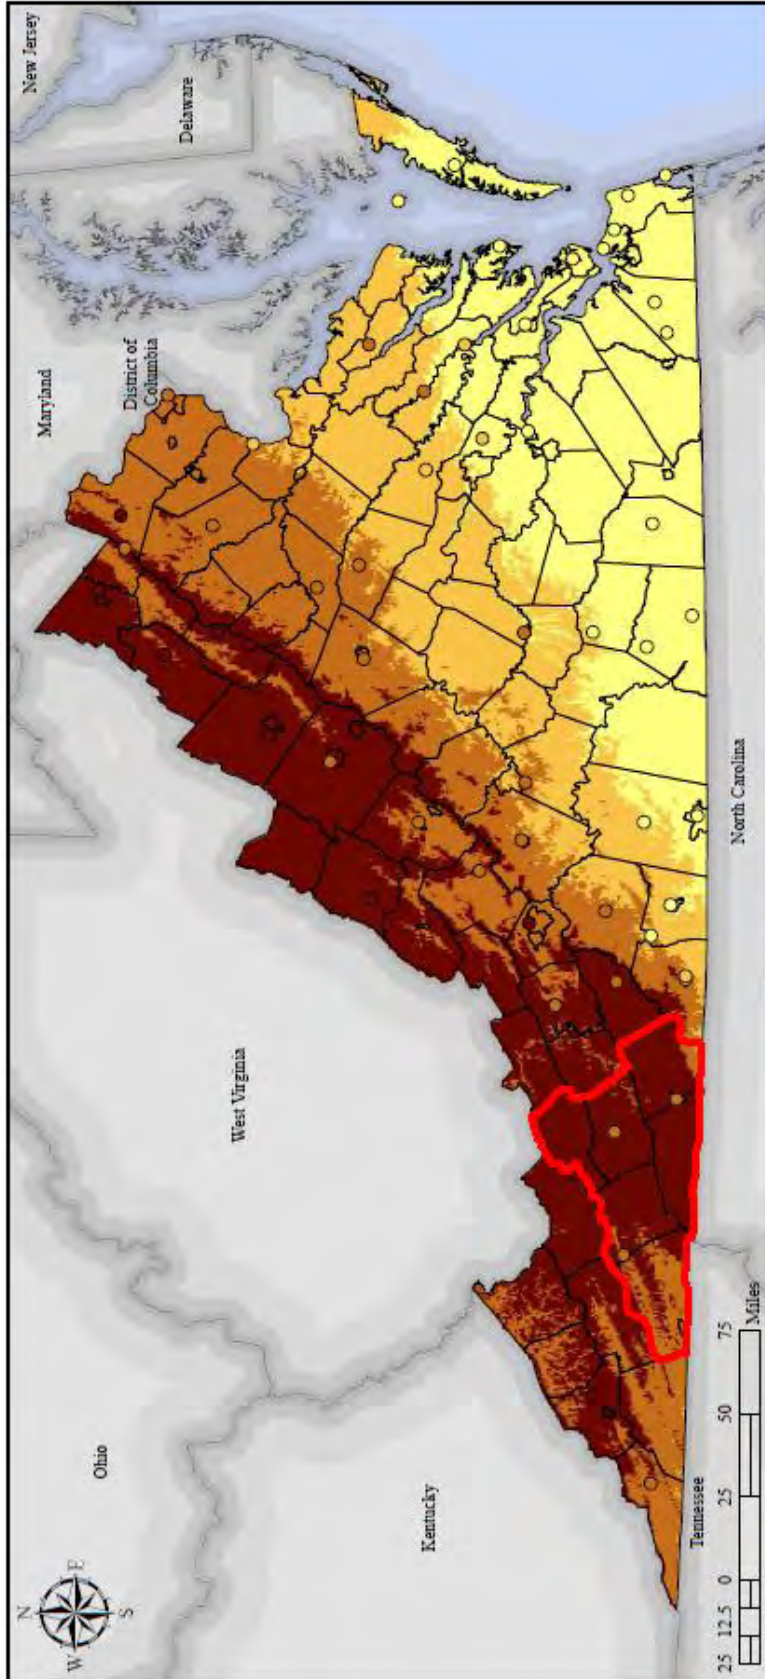 N
W
E
S
Ohio
Kentucky
West Virginia
Maryland
District of
Columbia
Delaware
New Jersey
Tennessee
North Carolina
25 12.5 0 25 50 75
Miles